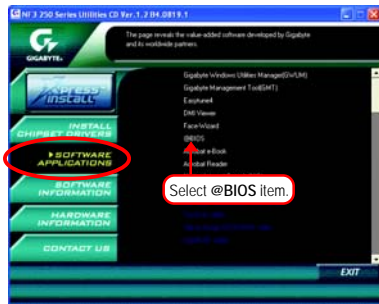 NF3 250 Series Utilities CD Ver.1.2 B4.0819.1
GIGABYTE
The page reveals the value-added software developed by Gigabyte
and its worldwide partners.
Xpress
INSTALL
INSTALL
CHIPSET DRIVERS
SOFTWARE
APPLICATIONS
SOFTWARE
INFORMATION
HARDWARE
INFORMATION
CONTACT US
Gigabyte Windows Utilities Manager(GWUM)
Gigabyte Management Tool(GMT)
Easytune4
DMI Viewer
Face-Wizard
@BIOS
Acrobat e-Book
Acrobat Reader
Select @BIOS item.
EXIT